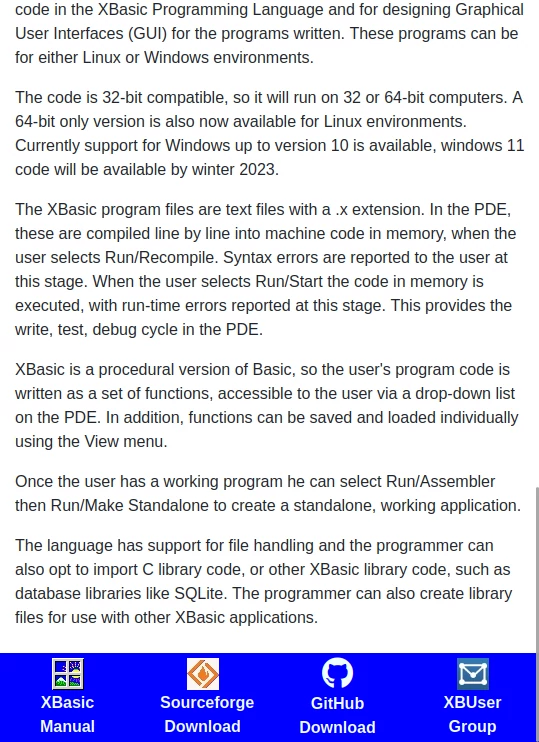 code in the XBasic Programming Language and for designing Graphical
User Interfaces (GUI) for the programs written. These programs can be
for either Linux or Windows environments.
The code is 32-bit compatible, so it will run on 32 or 64-bit computers. A
64-bit only version is also now available for Linux environments.
Currently support for Windows up to version 10 is available, windows 11
code will be available by winter 2023.
The XBasic program files are text files with a .x extension. In the PDE,
these are compiled line by line into machine code in memory, when the
user selects Run/Recompile. Syntax errors are reported to the user at
this stage. When the user selects Run/Start the code in memory is
executed, with run-time errors reported at this stage. This provides the
write, test, debug cycle in the PDE.
XBasic is a procedural version of Basic, so the user's program code is
written as a set of functions, accessible to the user via a drop-down list
on the PDE. In addition, functions can be saved and loaded individually
using the View menu.
Once the user has a working program he can select Run/Assembler
then Run/Make Standalone to create a standalone, working application.
The language has support for file handling and the programmer can
also opt to import C library code, or other XBasic library code, such as
database libraries like SQLite. The programmer can also create library
files for use with other XBasic applications.
XBasic
Manual
Sourceforge
Download
GitHub
Download
XBUser
Group